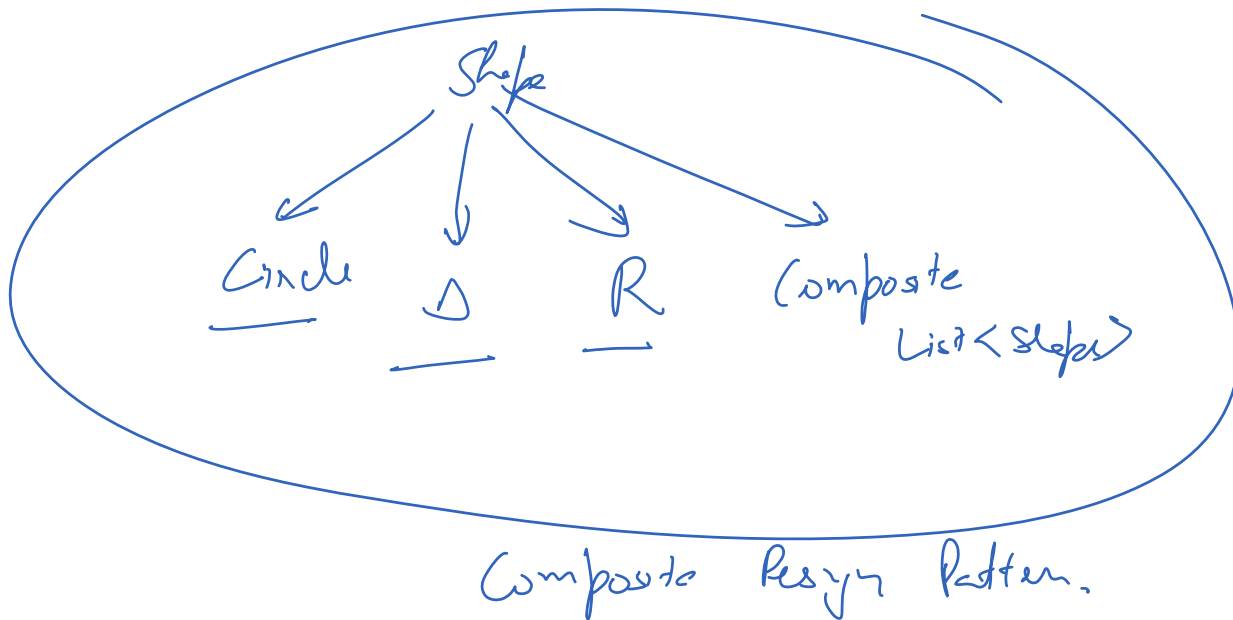 Shape
Circle Δ R Composite
List<Shape>
Composite Design Pattern.